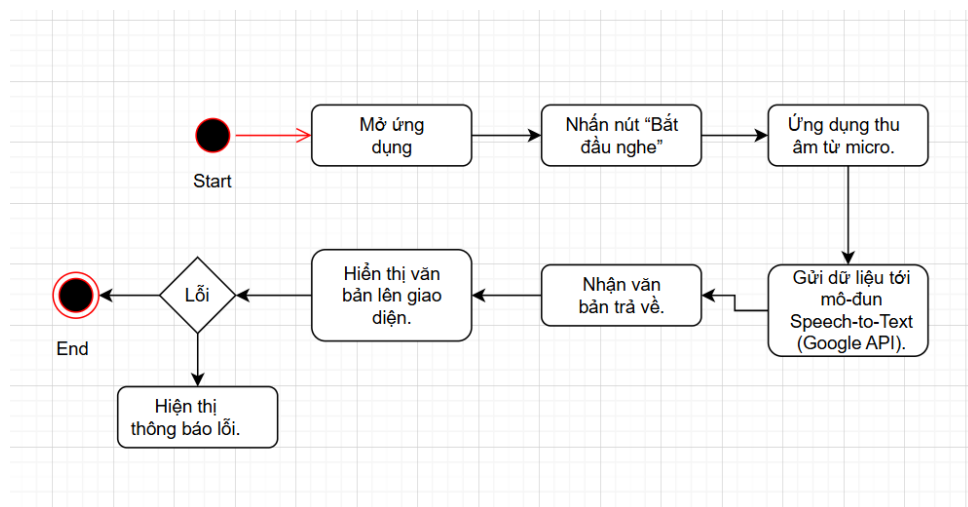 Mở ứng
dụng
Nhấn nút “Bắt
đầu nghe”
Ứng dụng thu
âm từ micro.
Start
Gửi dữ liệu tới
mô-đun
Speech-to-Text
(Google API).
Nhận văn
bản trả về.
Hiển thị văn
bản lên giao
diện.
Lỗi
End
Hiện thị
thông báo lỗi.